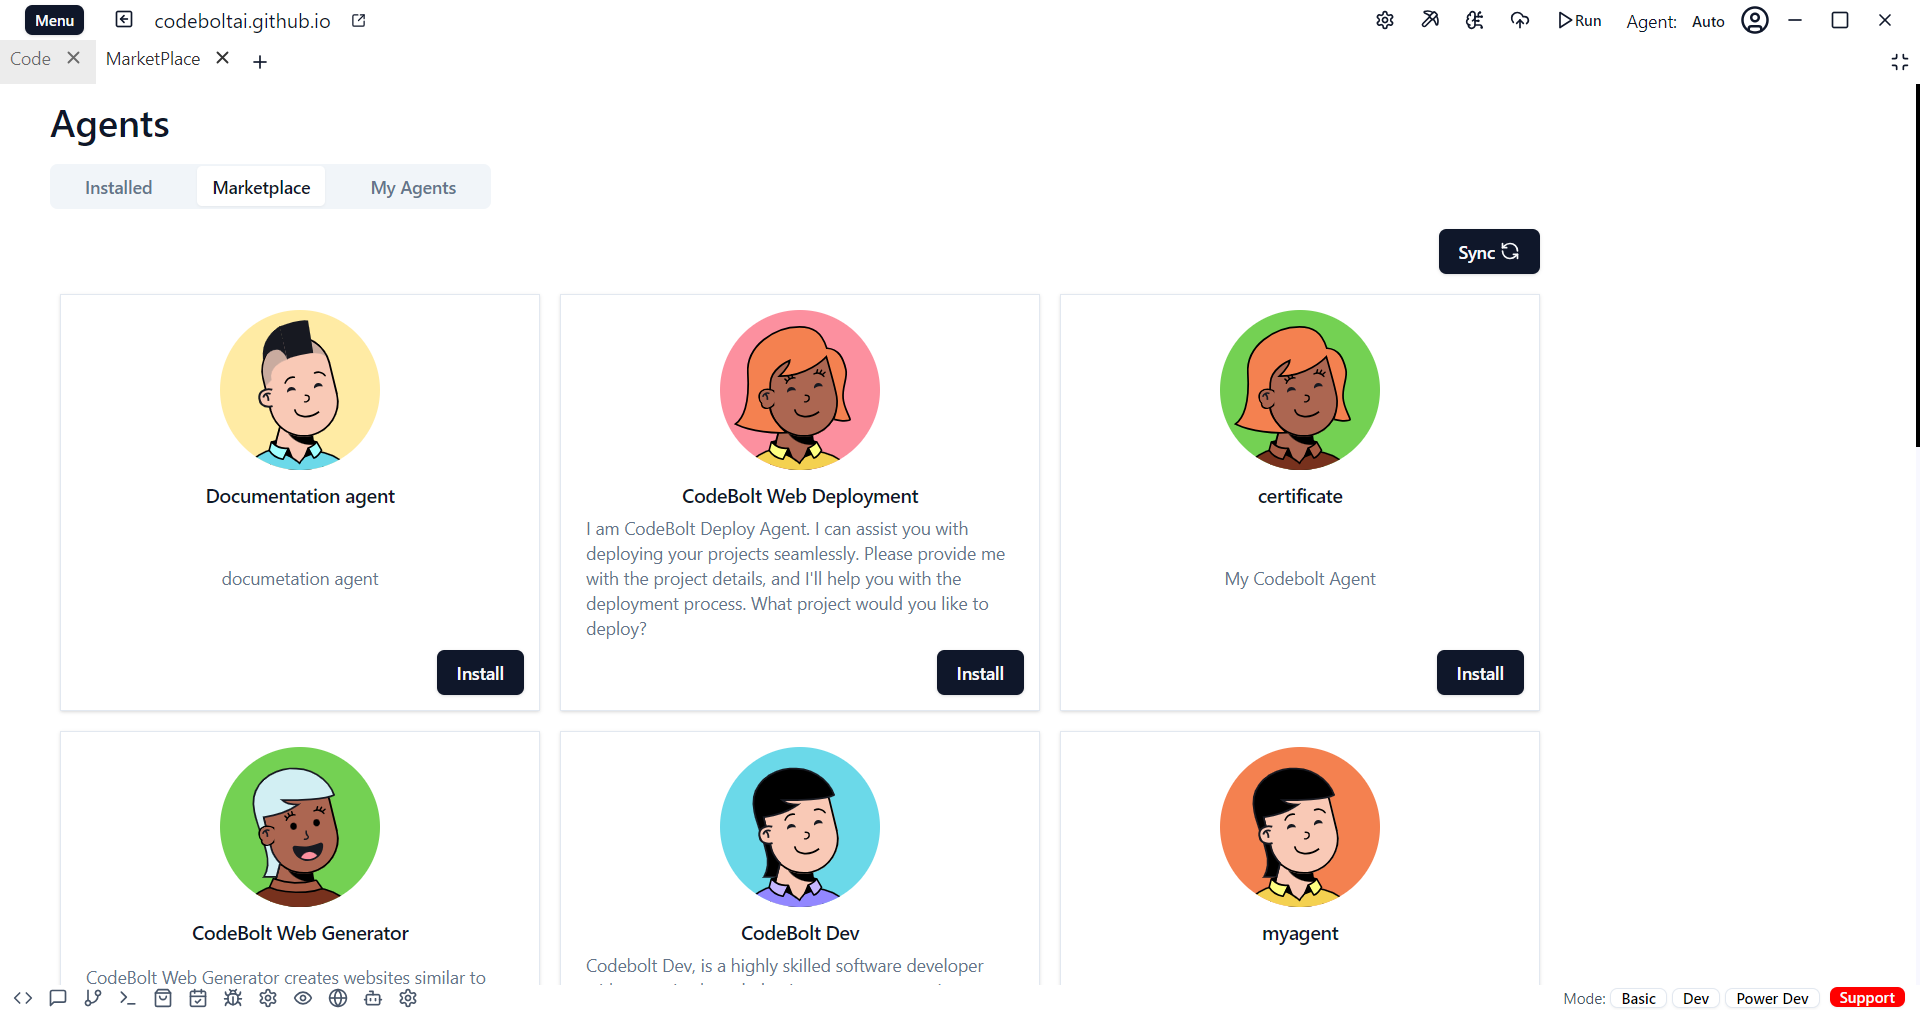 Menu codeboltai.github.io Run Agent: Auto
Code MarketPlace
Agents
Installed Marketplace My Agents
Sync
Documentation agent
documetation agent
Install
CodeBolt Web Deployment
I am CodeBolt Deploy Agent. I can assist you with
deploying your projects seamlessly. Please provide me
with the project details, and I'll help you with the
deployment process. What project would you like to
deploy?
Install
certificate
My Codebolt Agent
Install
CodeBolt Web Generator
CodeBolt Web Generator creates websites similar to
CodeBolt Dev
Codebolt Dev, is a highly skilled software developer
myagent
Mode: Basic Dev Power Dev Support